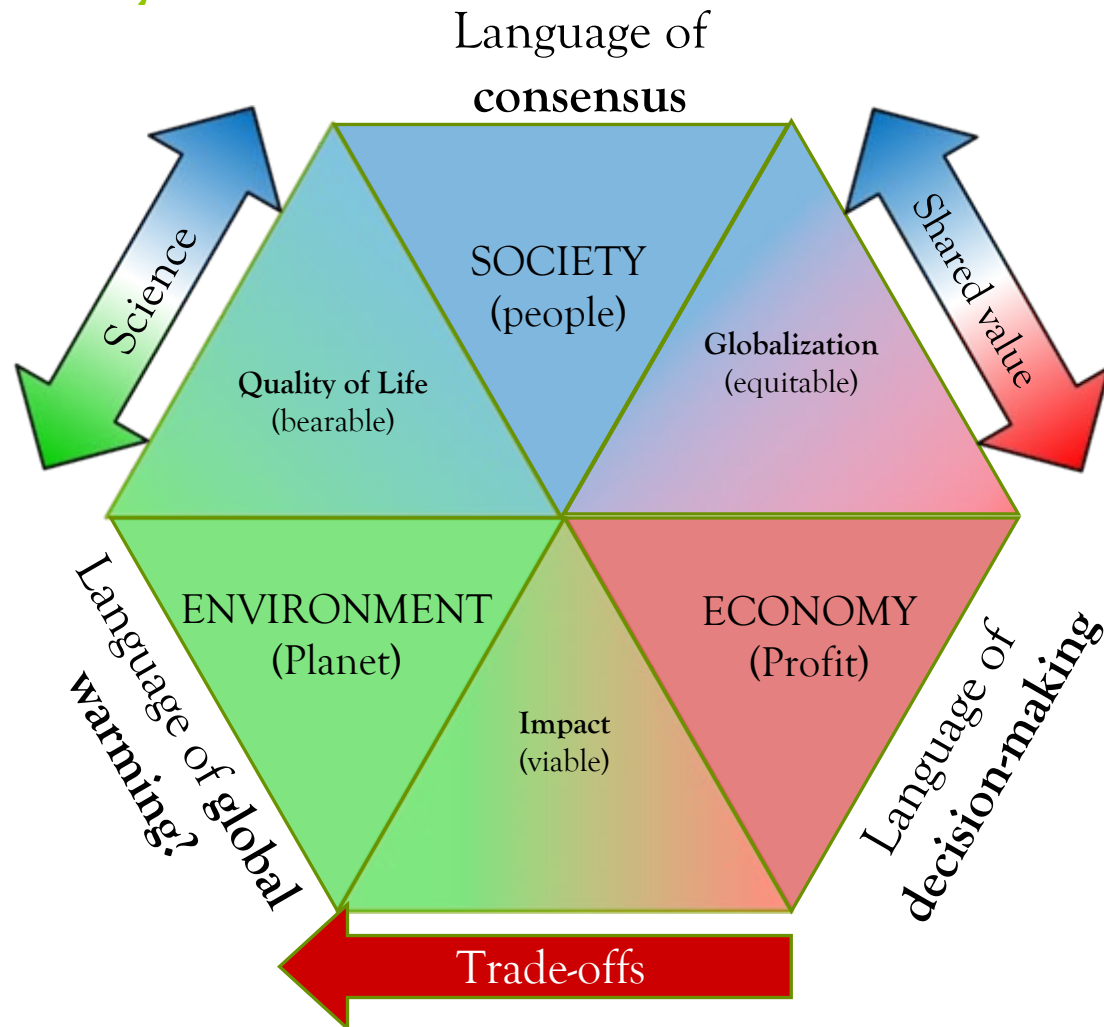 Language of
consensus
Science
Shared value
SOCIETY
(people)
Quality of Life
(bearable)
Globalization
(equitable)
ENVIRONMENT
(Planet)
ECONOMY
(Profit)
Impact
(viable)
Language of global
warming?
Language of
decision-making
Trade-offs